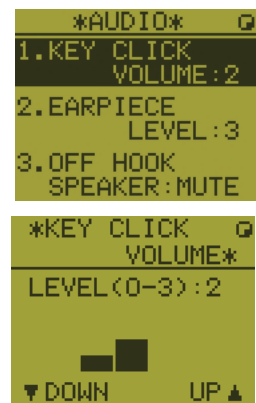 *AUDIO*
1.KEY CLICK
VOLUME:2
2.EARPIECE
LEVEL:3
3.OFF HOOK
SPEAKER:MUTE
*KEY CLICK
VOLUME*
LEVEL(0-3):2
▼DOWN UP▲